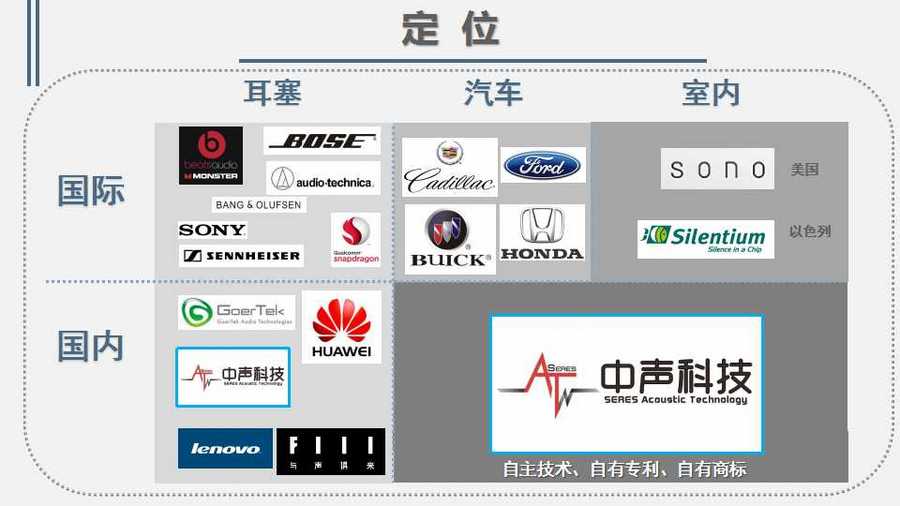 定 位
耳塞
汽车
室内
国际
beatsaudio
MONSTER
BOSE
audio-technica
BANG & OLUFSEN
SONY
SENNHEISER
Qualcomm
snapdragon
Cadillac
Ford
BUICK
HONDA
sono
美国
Silentium
Silence in a Chip
以色列
国内
GoerTek
GoerTek Audio Technologies
HUAWEI
中声科技
SERES Acoustic Technology
lenovo
FIIL
与 声 俱 来
SERES
ATW
中声科技
SERES Acoustic Technology
自主技术、自有专利、自有商标